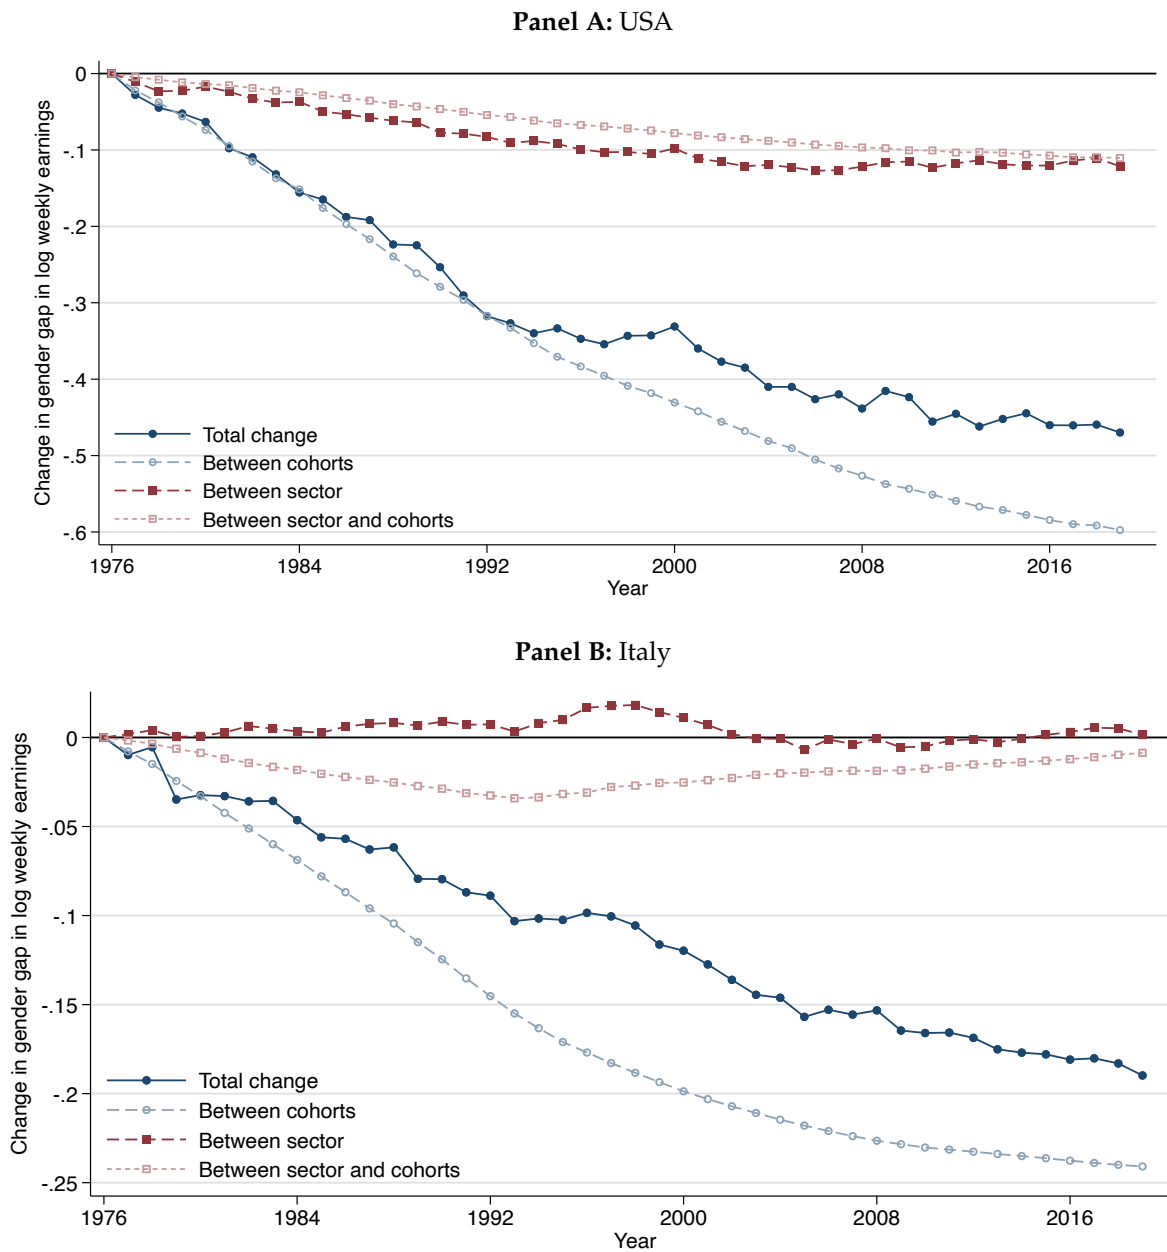 Panel A: USA
Change in gender gap in log weekly earnings
0
-.1
-.2
-.3
-.4
-.5
-.6
Total change
Between cohorts
Between sector
Between sector and cohorts
1976 1984 1992 2000 2008 2016
Year
Panel B: Italy
Change in gender gap in log weekly earnings
0
-.05
-.1
-.15
-.2
-.25
Total change
Between cohorts
Between sector
Between sector and cohorts
1976 1984 1992 2000 2008 2016
Year